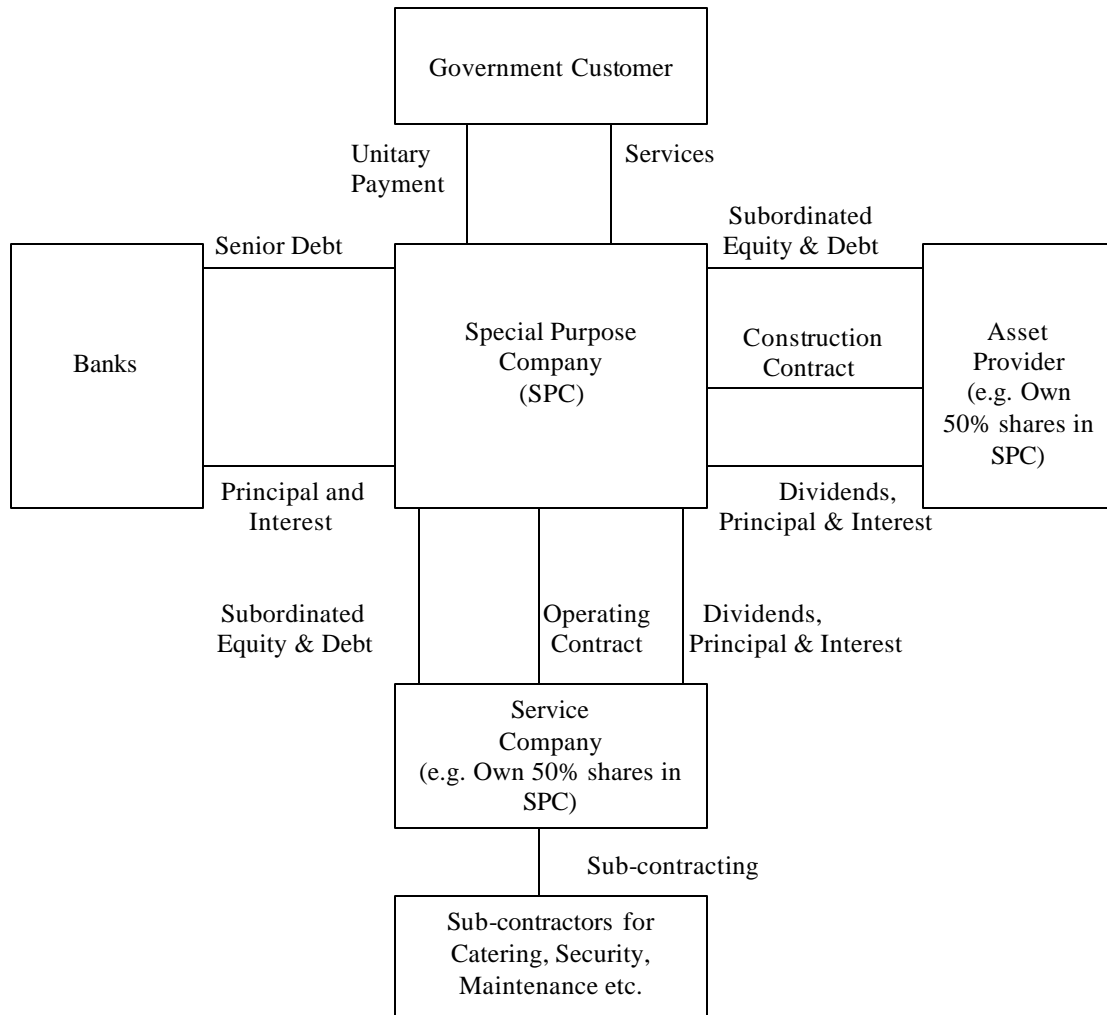 Government Customer
Unitary
Payment
Services
Senior Debt
Subordinated
Equity & Debt
Banks
Special Purpose
Company
(SPC)
Construction
Contract
Asset
Provider
(e.g. Own
50% shares in
SPC)
Principal and
Interest
Dividends,
Principal & Interest
Subordinated
Equity & Debt
Operating
Contract
Dividends,
Principal & Interest
Service
Company
(e.g. Own 50% shares in
SPC)
Sub-contracting
Sub-contractors for
Catering, Security,
Maintenance etc.